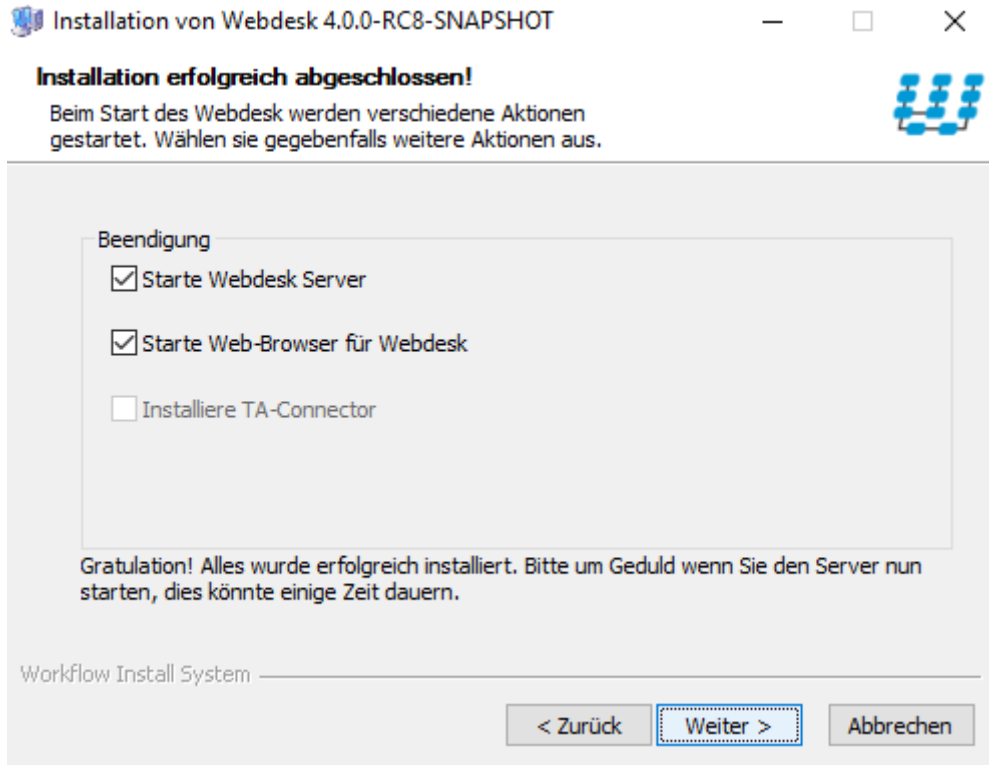 Installation von Webdesk 4.0.0-RC8-SNAPSHOT
Installation erfolgreich abgeschlossen!
Beim Start des Webdesk werden verschiedene Aktionen
gestartet. Wählen sie gegebenfalls weitere Aktionen aus.
Beendigung
Starte Webdesk Server
Starte Web-Browser für Webdesk
Installiere TA-Connector
Gratulation! Alles wurde erfolgreich installiert. Bitte um Geduld wenn Sie den Server nun
starten, dies könnte einige Zeit dauern.
Workflow Install System
< Zurück Weiter > Abbrechen